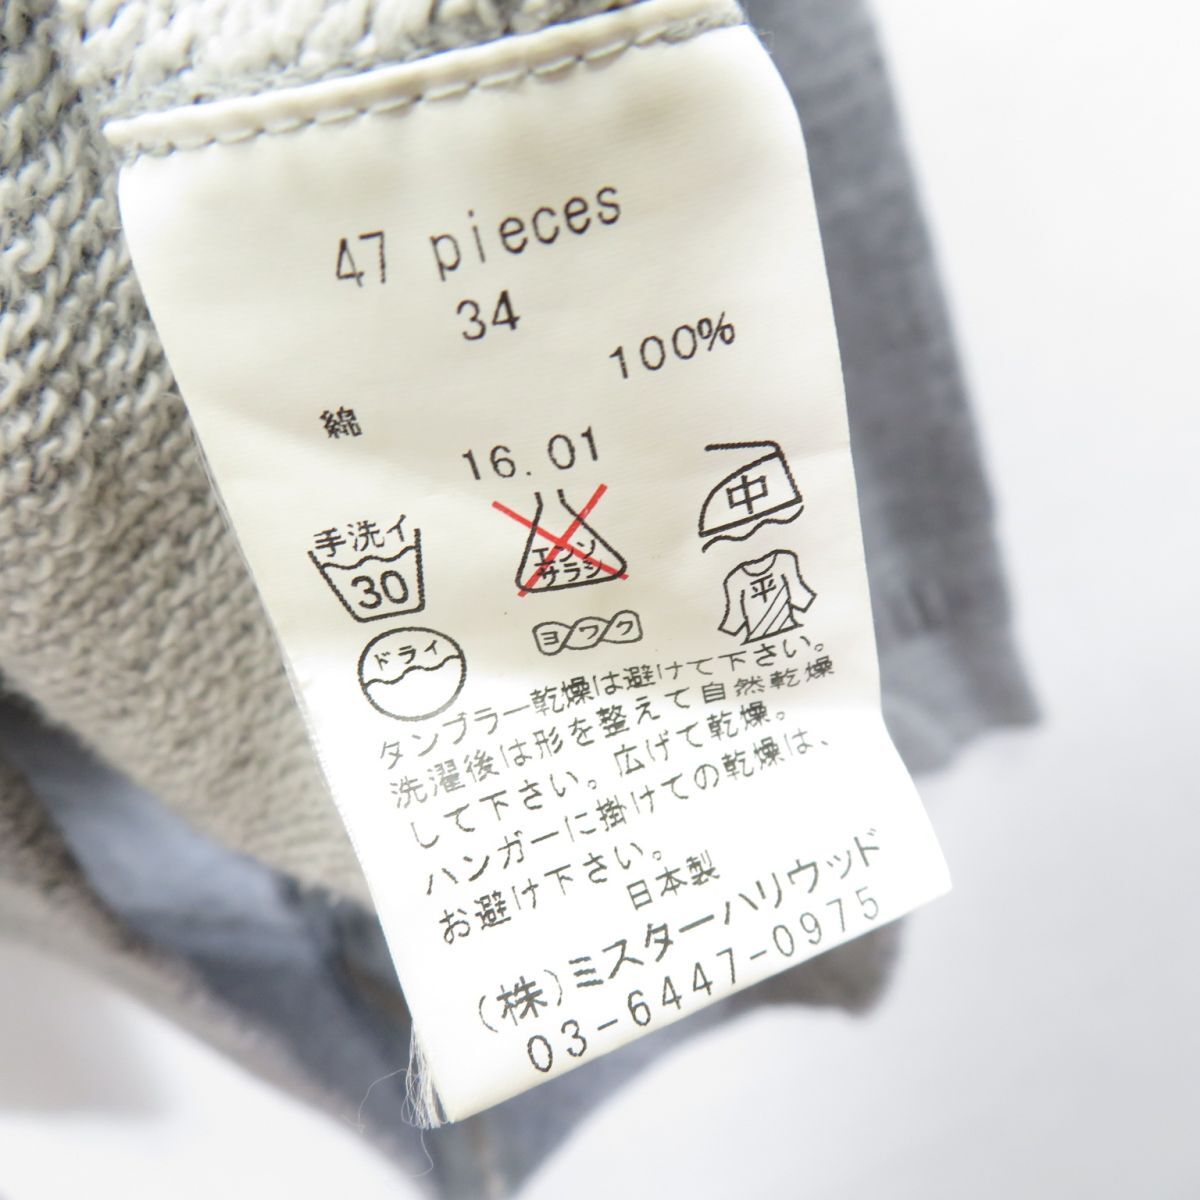 47 pieces
34
100%
綿
16.01
手洗イ
30
エンソ
サラシ
中
ドライ
ヨワク
平
タンブラー乾燥は避けて下さい。
洗濯後は形を整えて自然乾燥
して下さい。広げて乾燥。
ハンガーに掛けての乾燥は、
お避け下さい。
日本製
(株)ミスターハリウッド
03-6447-0975